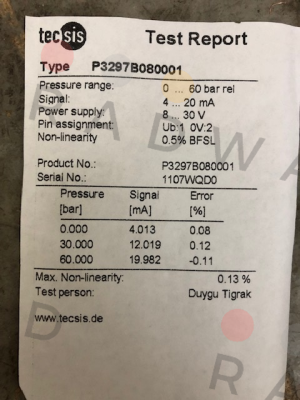 tecsis Test Report
Type P3297B080001
Pressure range: 0 ... 60 bar rel
Signal: 4 ... 20 mA
Power supply: 8 ... 30 V
Pin assignment: Ub:1 0V:2
Non-linearity 0.5% BFSL
Product No.: P3297B080001
Serial No.: 1107WQD0
Pressure Signal Error
[bar] [mA] [%]
0.000 4.013 0.08
30.000 12.019 0.12
60.000 19.982 -0.11
Max. Non-linearity: 0.13 %
Test person: Duygu Tigrak
www.tecsis.de